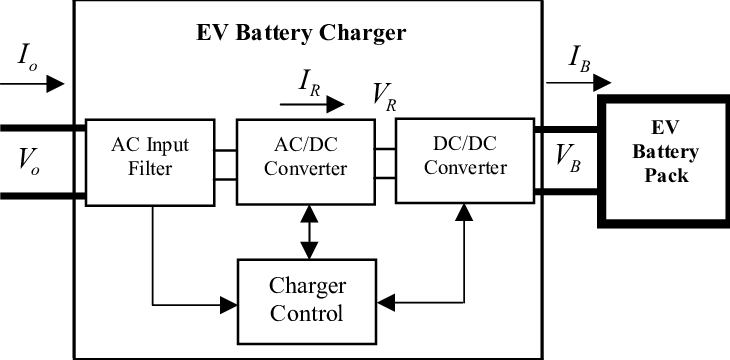 EV Battery Charger
I_o
I_R
V_R
I_B
V_o
AC Input
Filter
AC/DC
Converter
DC/DC
Converter
V_B
EV
Battery
Pack
Charger
Control